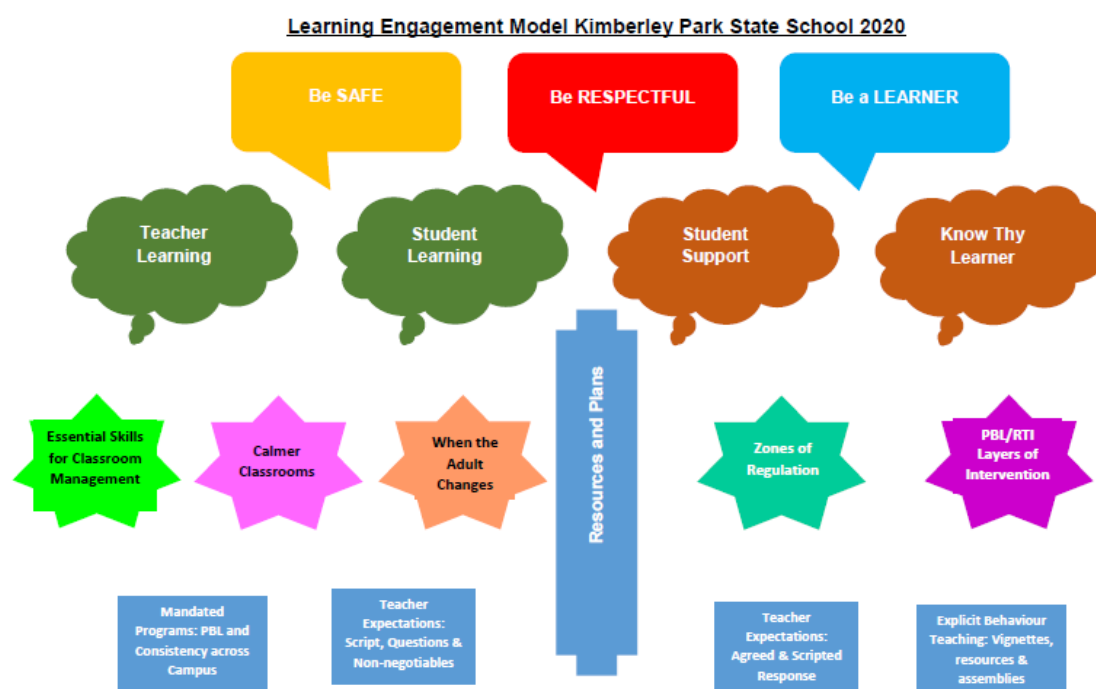 Learning Engagement Model Kimberley Park State School 2020
Be SAFE
Be RESPECTFUL
Be a LEARNER
Teacher
Learning
Student
Learning
Student
Support
Know Thy
Learner
Resources and Plans
Essential Skills
for Classroom
Management
Calmer
Classrooms
When the
Adult
Changes
Zones of
Regulation
PBL/RTI
Layers of
Intervention
Mandated
Programs: PBL and
Consistency across
Campus
Teacher
Expectations:
Script, Questions &
Non-negotiables
Teacher
Expectations:
Agreed & Scripted
Response
Explicit Behaviour
Teaching: Vignettes,
resources &
assemblies